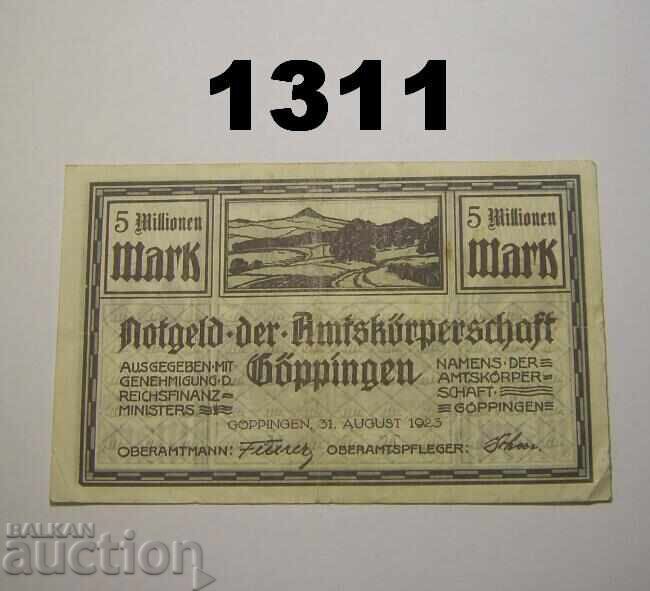 1311
5 Millionen
Mark
5 Millionen
Mark
Notgeld · der · Amtskörperschaft
Göppingen
AUSGEGEBEN · MIT
GENEHMIGUNG D.
REICHSFINANZ=
MINISTERS
NAMENS · DER
AMTSKÖRPER=
SCHAFT ·
GÖPPINGEN
GÖPPINGEN, 31. AUGUST 1923
OBERAMTMANN:
OBERAMTSPFLEGER:
BALKAN
auction